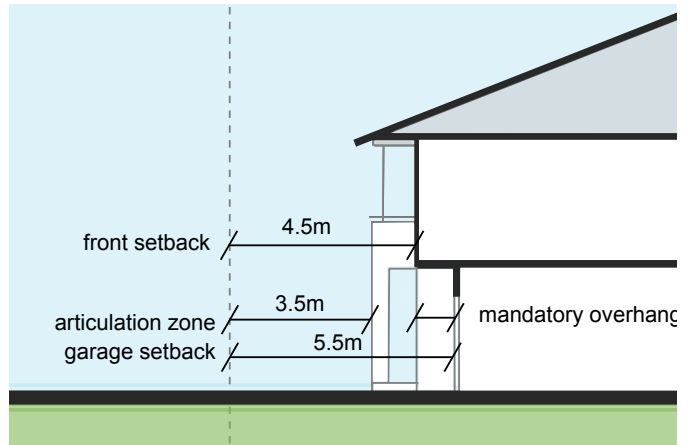 4.5m
front setback
3.5m
articulation zone
mandatory overhang
garage setback
5.5m